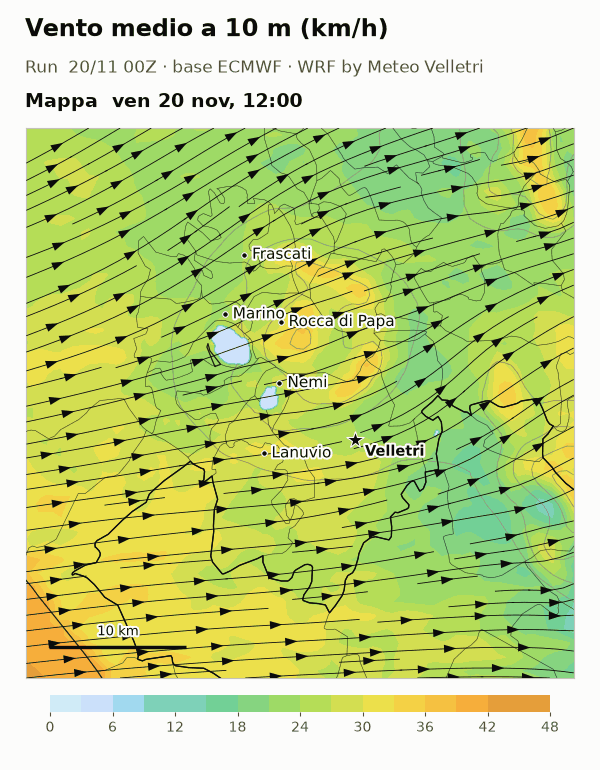 Vento medio a 10 m (km/h)
Run  20/11 00Z · base ECMWF · WRF by Meteo Velletri
Mappa  ven 20 nov, 12:00
Frascati
Marino
Rocca di Papa
Nemi
Velletri
Lanuvio
10 km
0 6 12 18 24 30 36 42 48